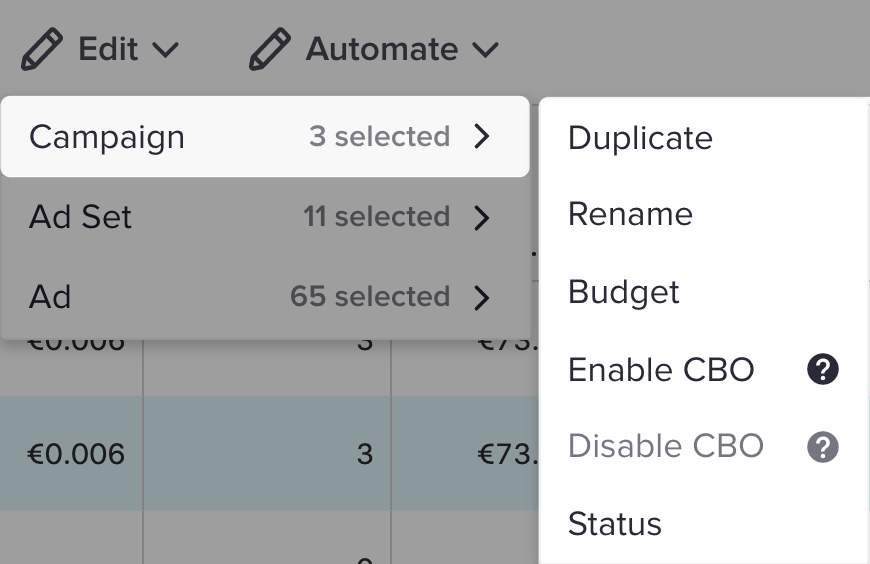 Edit Automate
Campaign 3 selected
Ad Set 11 selected
Ad 65 selected
Duplicate
Rename
Budget
Enable CBO ?
Disable CBO ?
Status
€0.006 3 €73.
€0.006 3 €73.